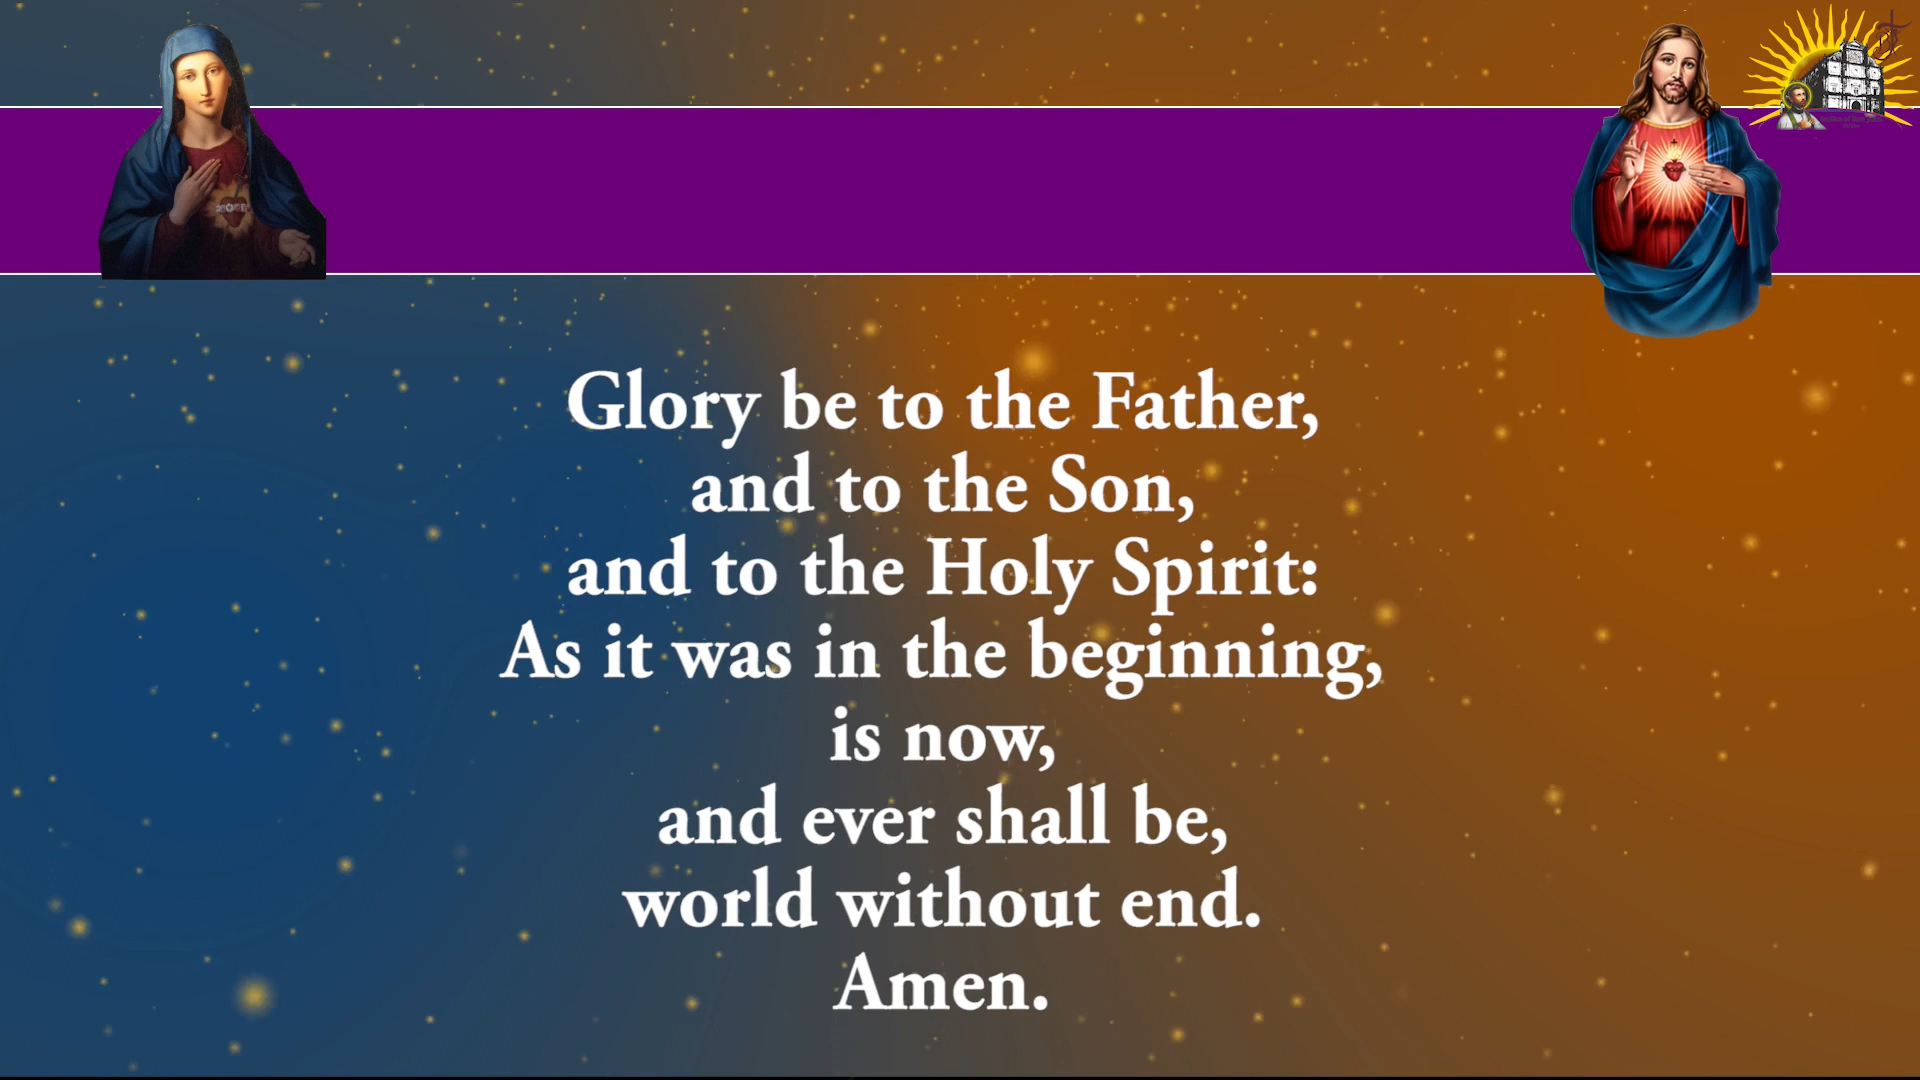 Glory be to the Father,
and to the Son,
and to the Holy Spirit:
As it was in the beginning,
is now,
and ever shall be,
world without end.
Amen.